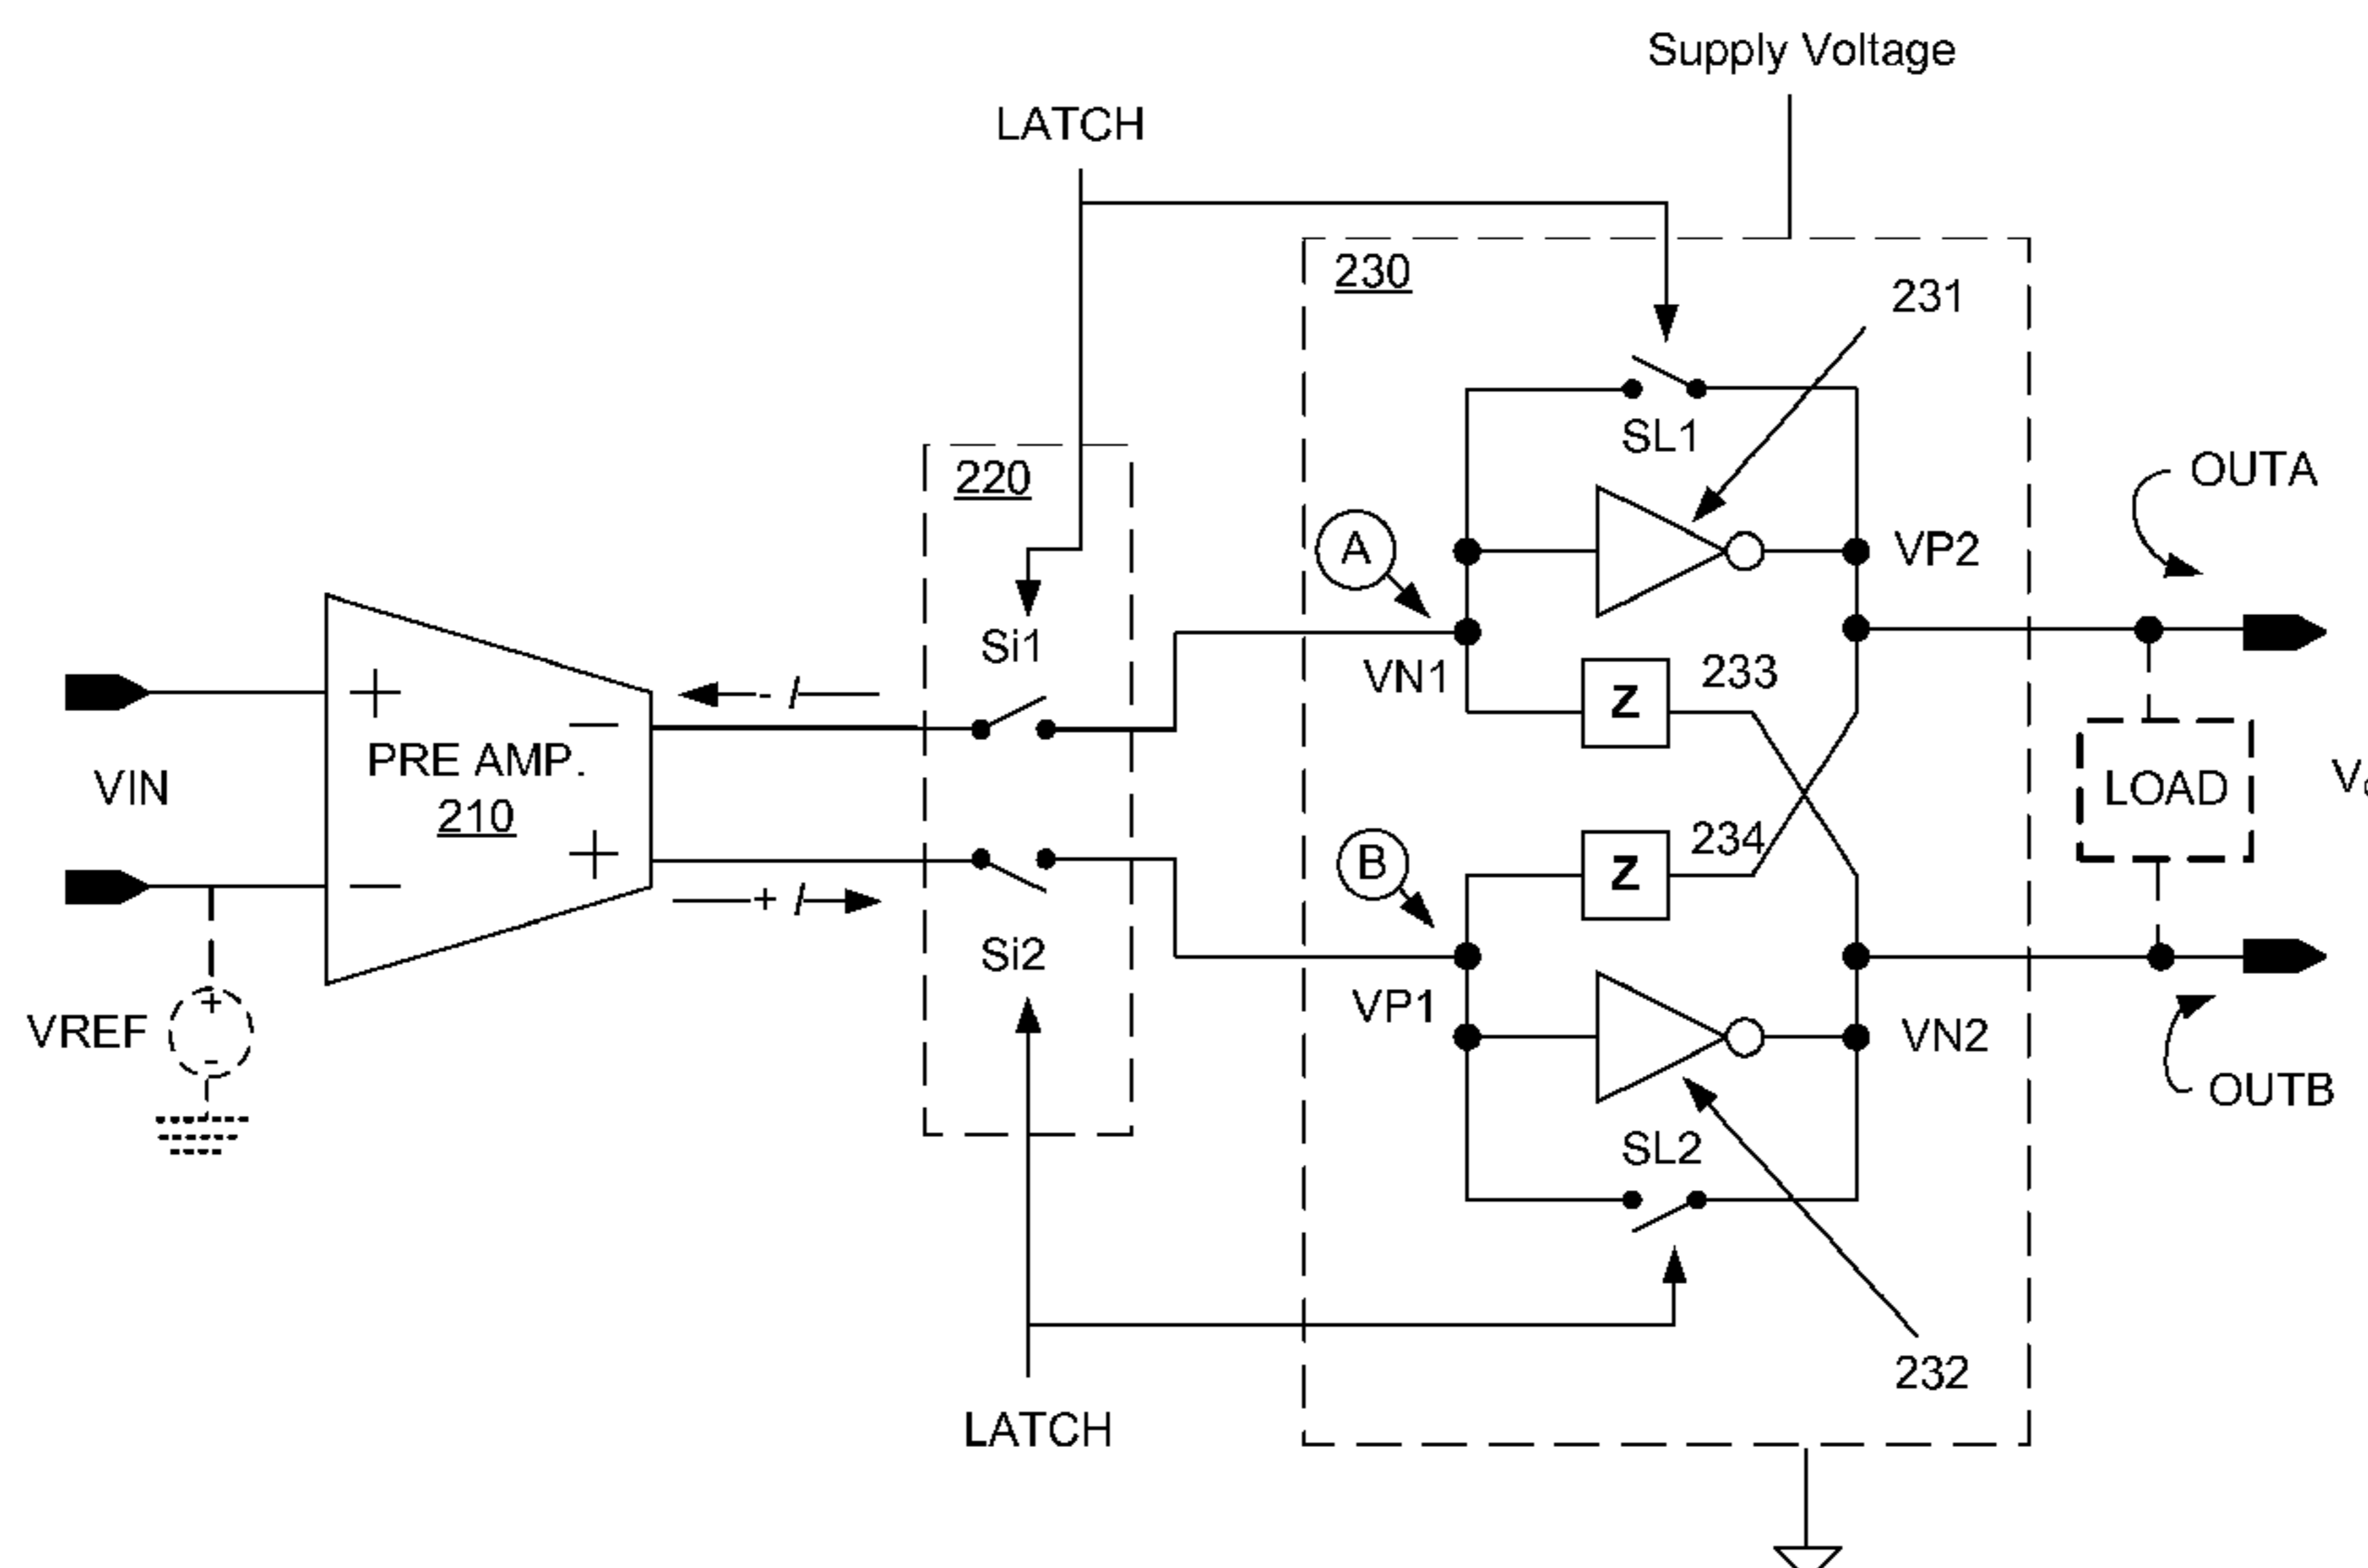 Supply Voltage
LATCH
230
231
SL1
OUTA
220
A
VP2
Si1
VN1
233
Z
+
- /
−
PRE AMP.
210
VIN
LOAD
+
−
+ /
234
Z
B
Si2
VP1
VREF
+
-
VN2
OUTB
SL2
232
LATCH